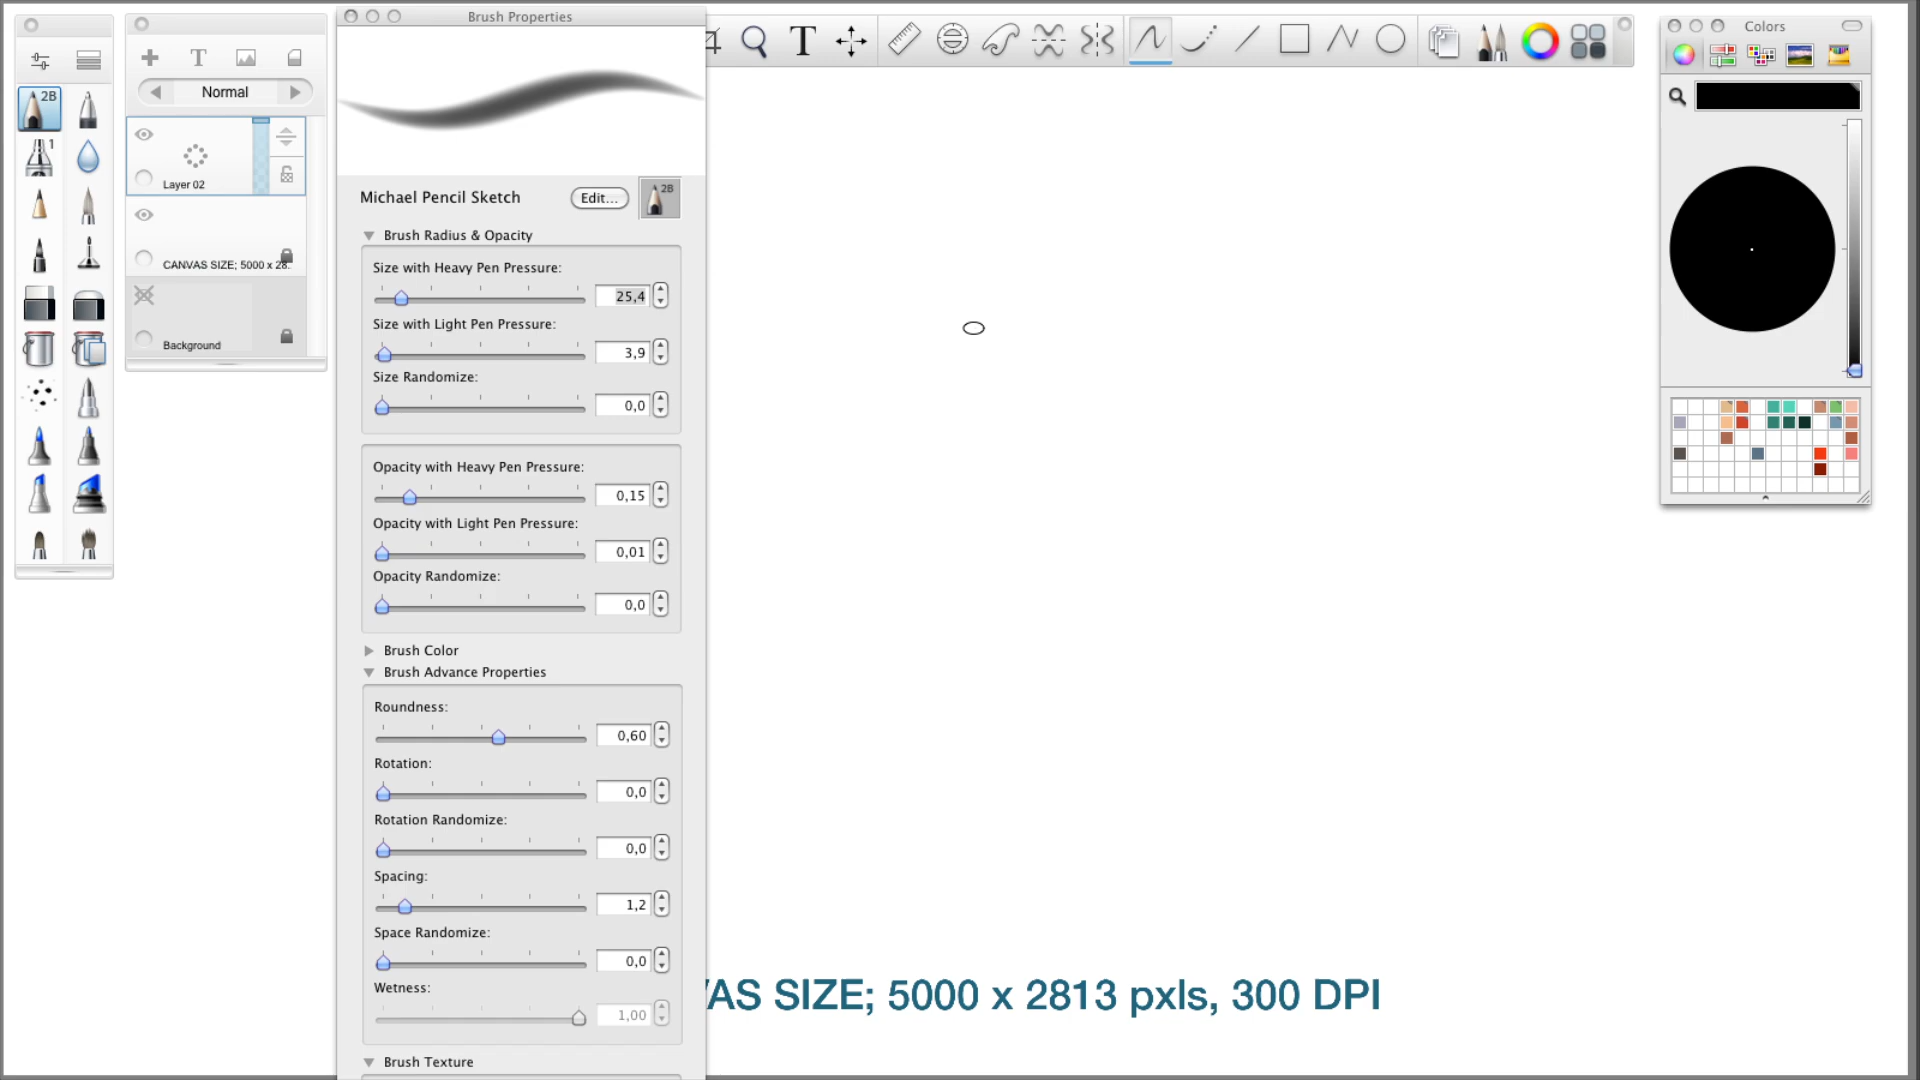 Brush Properties
Colors
T
T
Normal
2B
1
Layer 02
CANVAS SIZE; 5000 x 28.
Background
Michael Pencil Sketch
Edit...
2B
Brush Radius & Opacity
Size with Heavy Pen Pressure:
25,4
Size with Light Pen Pressure:
3,9
Size Randomize:
0,0
Opacity with Heavy Pen Pressure:
0,15
Opacity with Light Pen Pressure:
0,01
Opacity Randomize:
0,0
Brush Color
Brush Advance Properties
Roundness:
0,60
Rotation:
0,0
Rotation Randomize:
0,0
Spacing:
1,2
Space Randomize:
0,0
Wetness:
1,00
Brush Texture
VAS SIZE; 5000 x 2813 pxls, 300 DPI